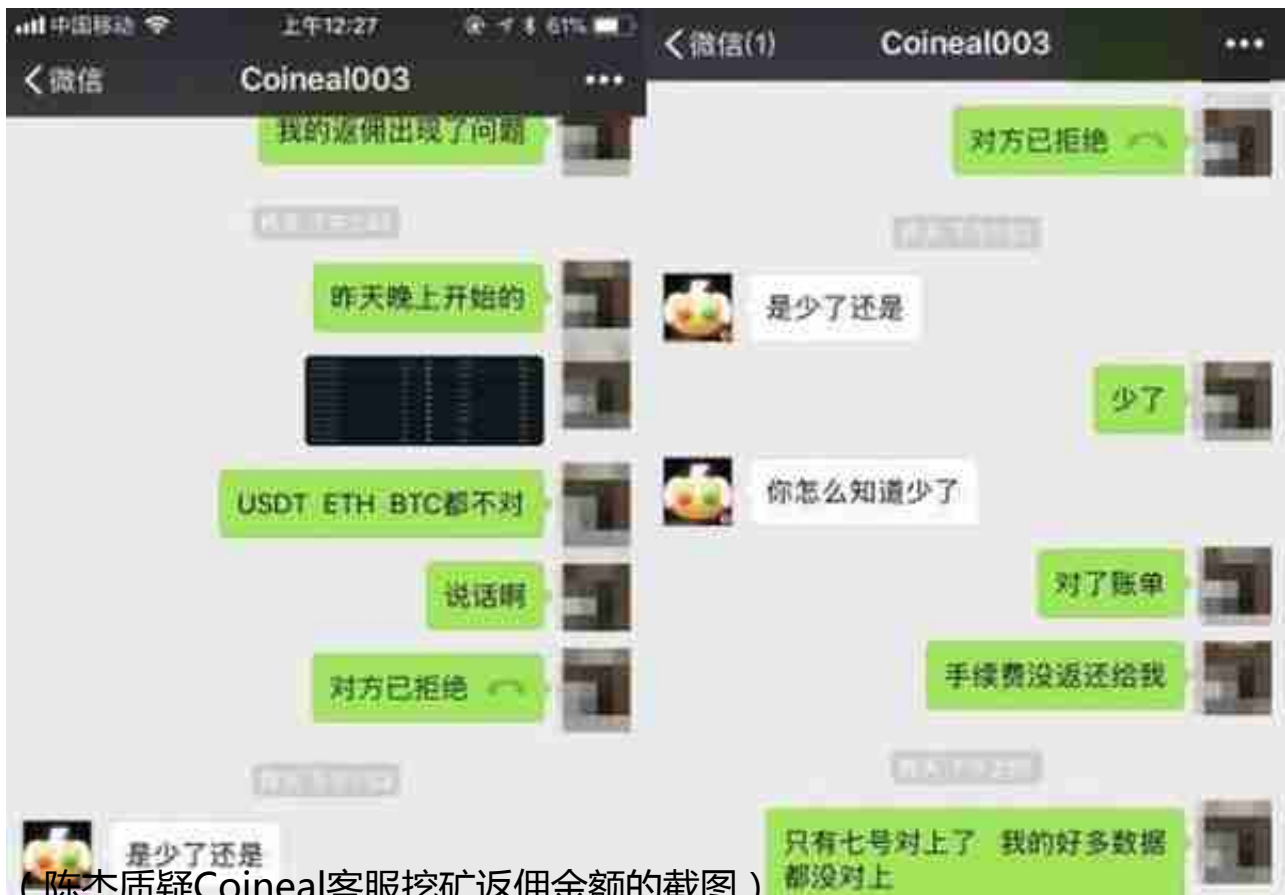 中国移动
上午12:27
61%
微信
Coineal003
我的返佣出现了问题
昨天晚上开始的
USDT ETH BTC都不对
说话啊
对方已拒绝
是少了还是
微信(1)
Coineal003
对方已拒绝
是少了还是
少了
你怎么知道少了
对了账单
手续费没返还给我
只有七号对上了 我的好多数据
都没对上
(陈杰质疑Coineal客服挖矿返佣金额的截图)